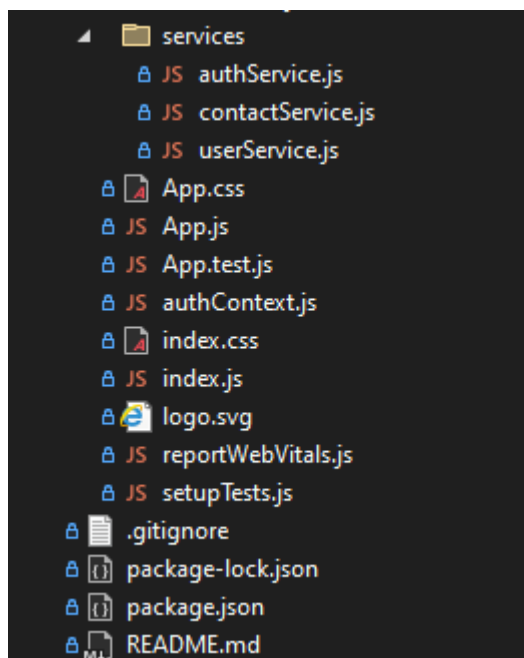 services
JS authService.js
JS contactService.js
JS userService.js
App.css
JS App.js
JS App.test.js
JS authContext.js
index.css
JS index.js
logo.svg
JS reportWebVitals.js
JS setupTests.js
.gitignore
package-lock.json
package.json
README.md